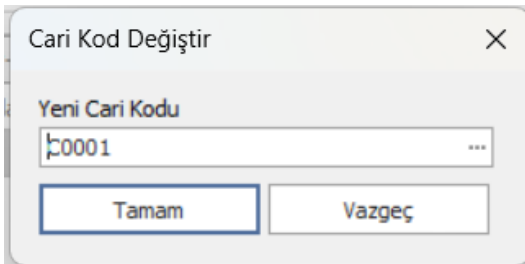 Cari Kod Değiştir
Yeni Cari Kodu
C0001
Tamam
Vazgeç